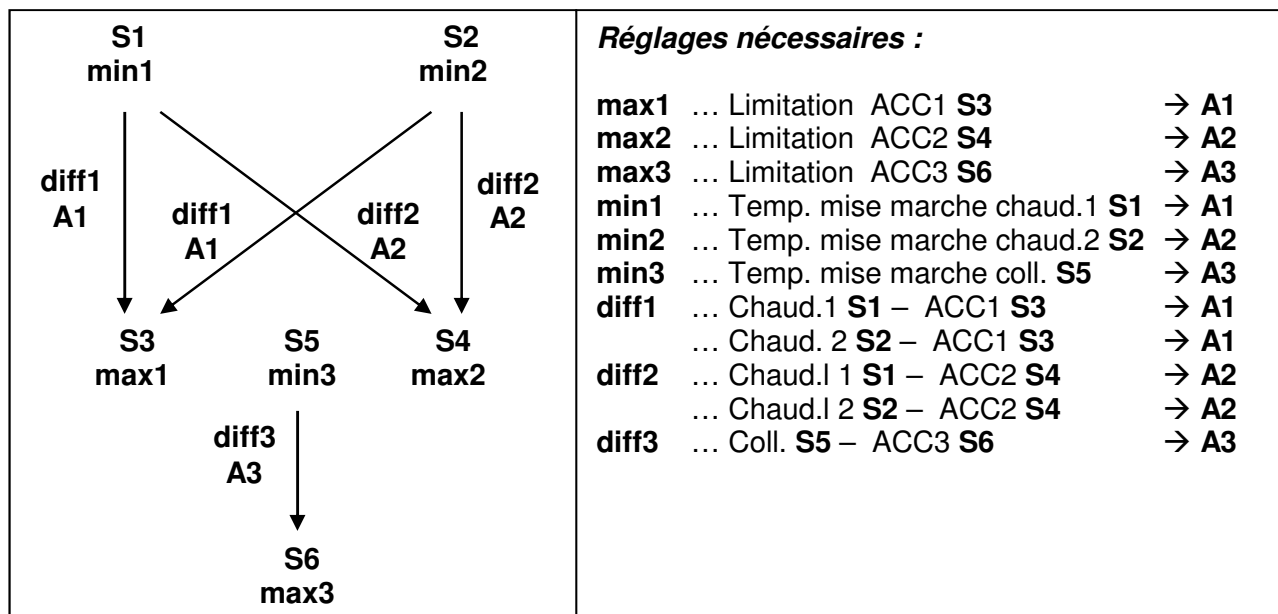 S1 S2
min1 min2
diff1 diff2
A1 A2
diff1 diff2
A1 A2
S3 S5 S4
max1 min3 max2
diff3
A3
S6
max3
Réglages nécessaires :
max1 … Limitation ACC1 S3 → A1
max2 … Limitation ACC2 S4 → A2
max3 … Limitation ACC3 S6 → A3
min1 … Temp. mise marche chaud.1 S1 → A1
min2 … Temp. mise marche chaud.2 S2 → A2
min3 … Temp. mise marche coll. S5 → A3
diff1 … Chaud.1 S1 – ACC1 S3 → A1
… Chaud. 2 S2 – ACC1 S3 → A1
diff2 … Chaud.l 1 S1 – ACC2 S4 → A2
… Chaud.l 2 S2 – ACC2 S4 → A2
diff3 … Coll. S5 – ACC3 S6 → A3